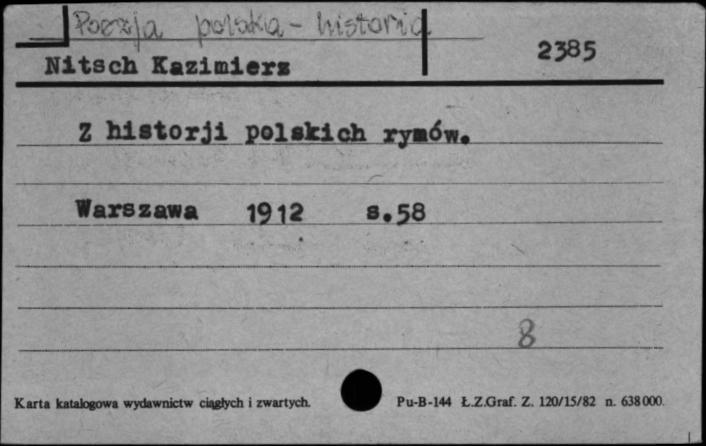 Poezja polska - historia
Nitsch Kazimierz 2385
Z historji polskich rymów.
Warszawa 1912 s.58
8
Karta katalogowa wydawnictw ciągłych i zwartych. Pu-B-144 Ł.Z.Graf. Z. 120/15/82 n. 638000.